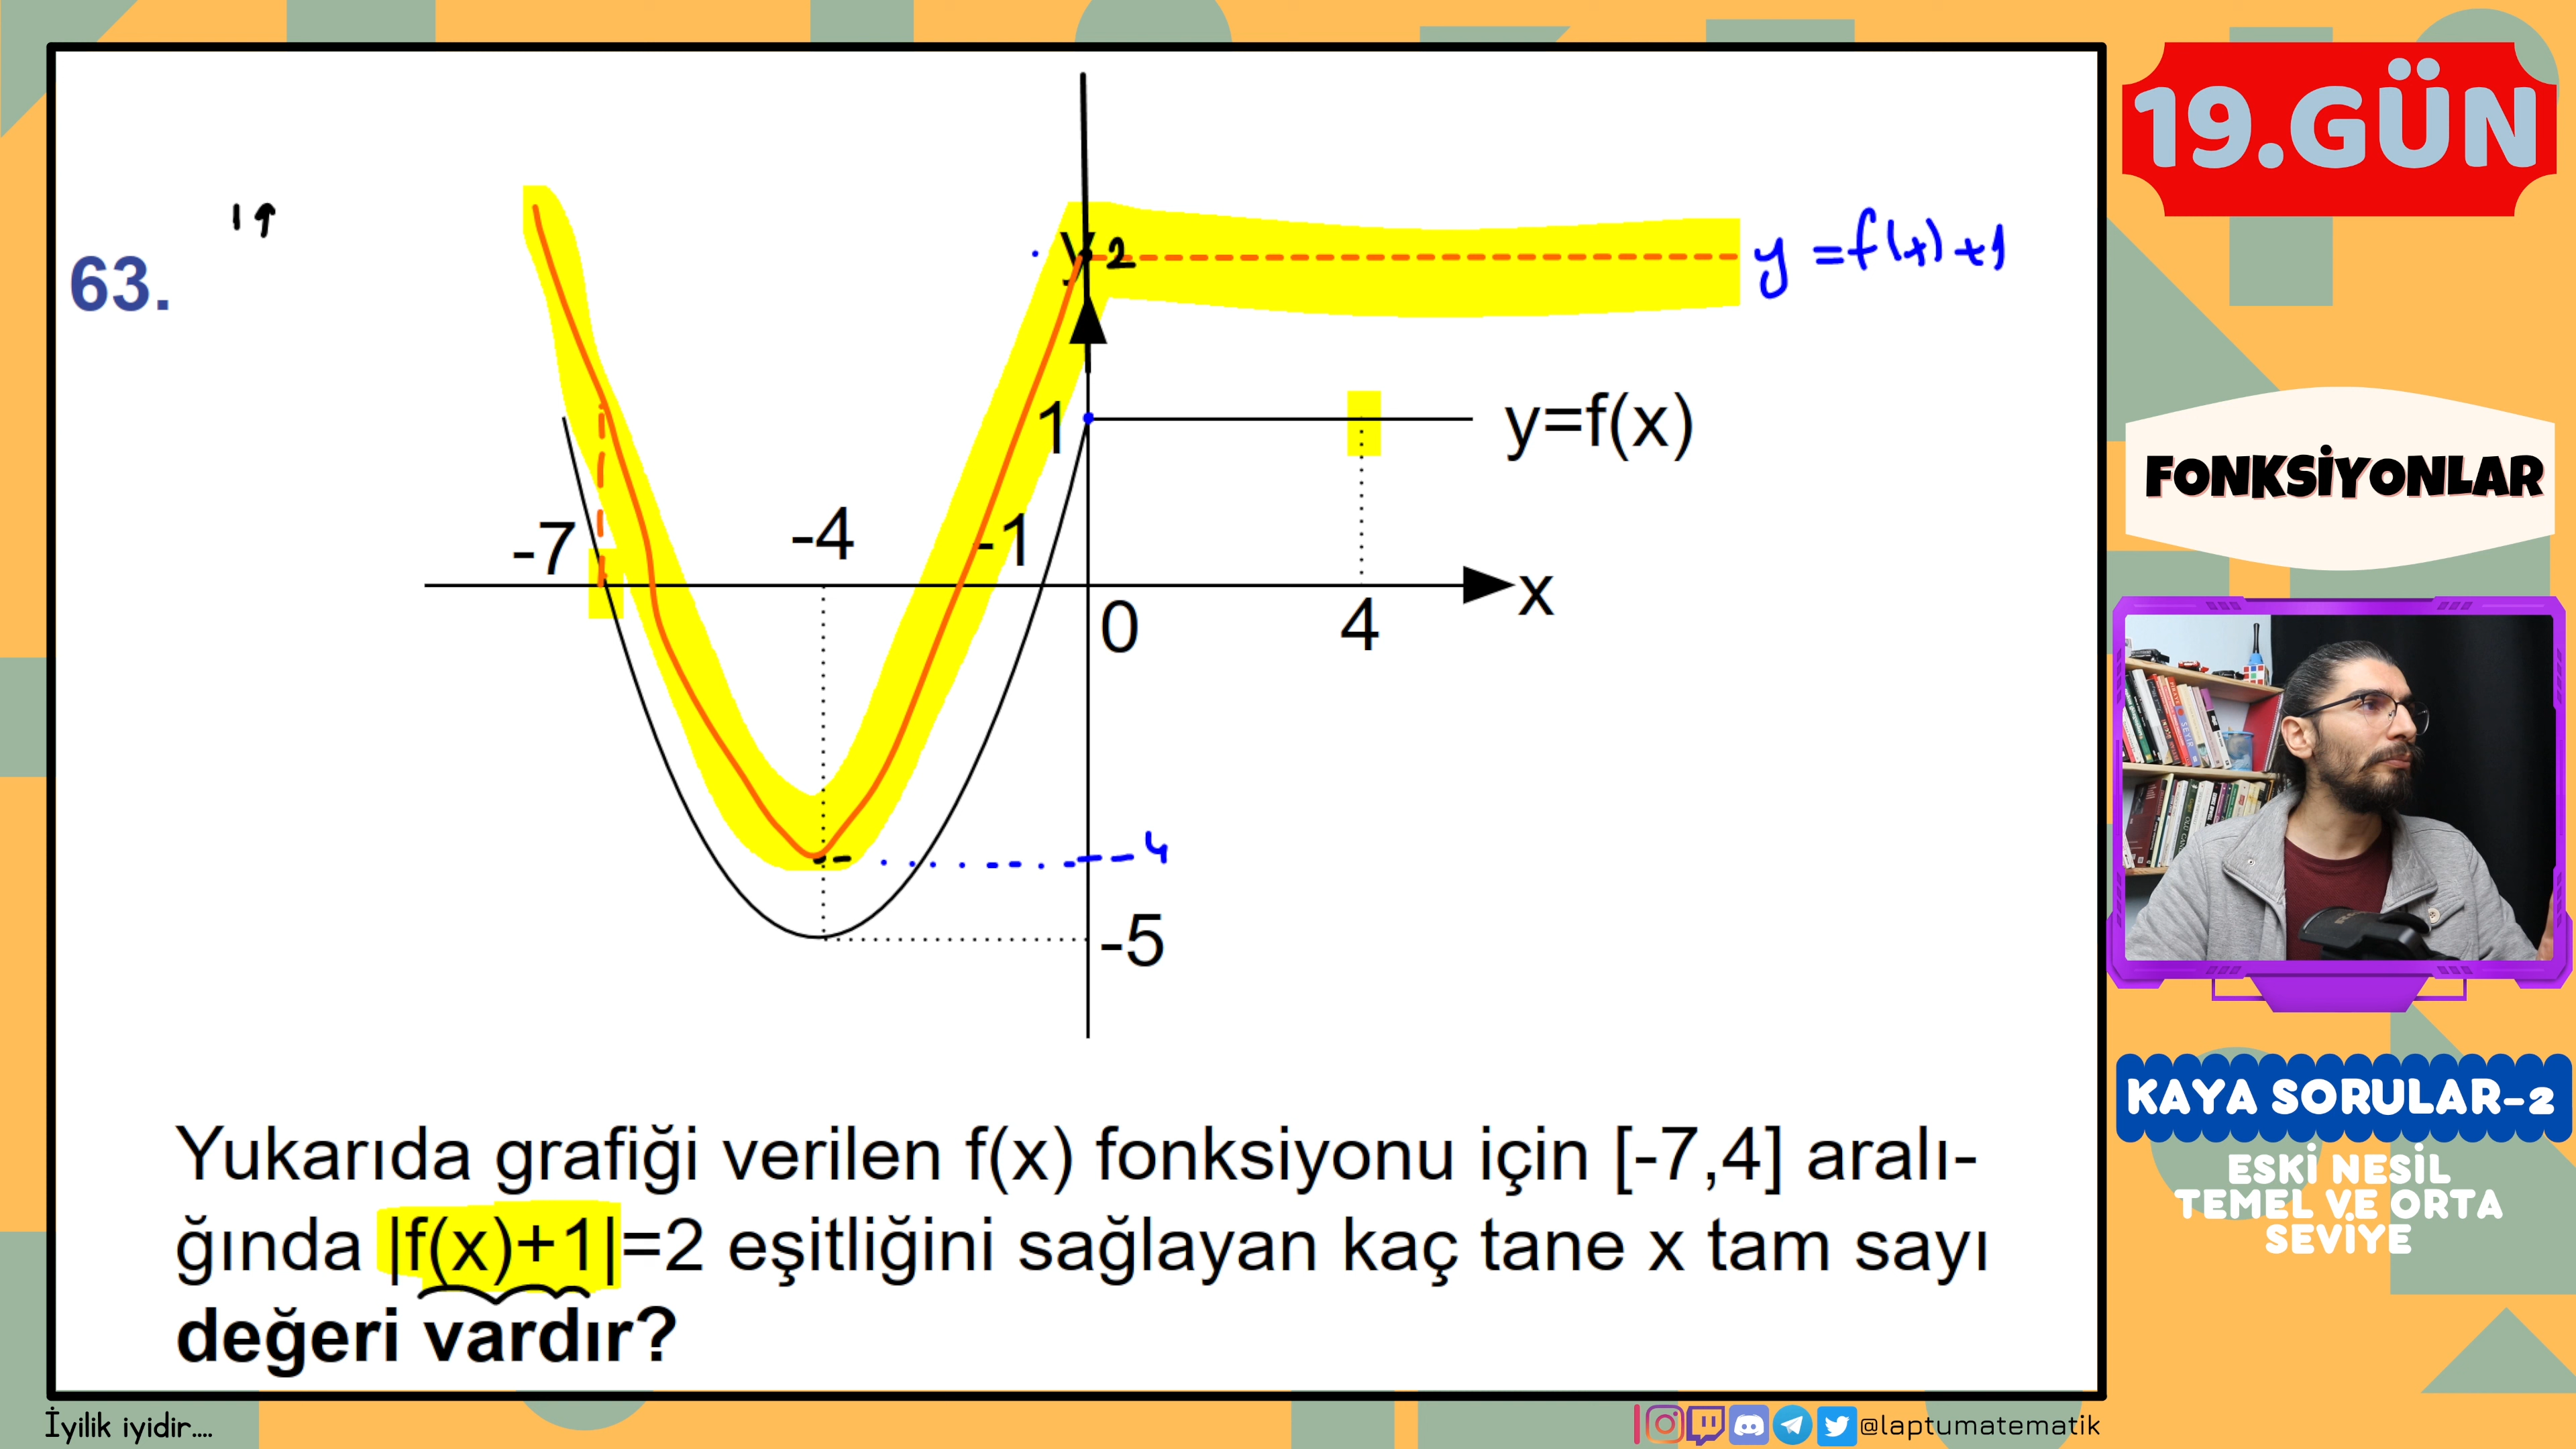 19.GÜN
1
63.
y 2
y = f(x) + 1
1
y=f(x)
-7
-4
-1
x
0
4
-4
-5
FONKSİYONLAR
Yukarıda grafiği verilen f(x) fonksiyonu için [-7,4] aralı-
ğında |f(x)+1|=2 eşitliğini sağlayan kaç tane x tam sayı
değeri vardır?
KAYA SORULAR-2
ESKİ NESİL
TEMEL VE ORTA
SEVİYE
İyilik iyidir....
@laptumatematik